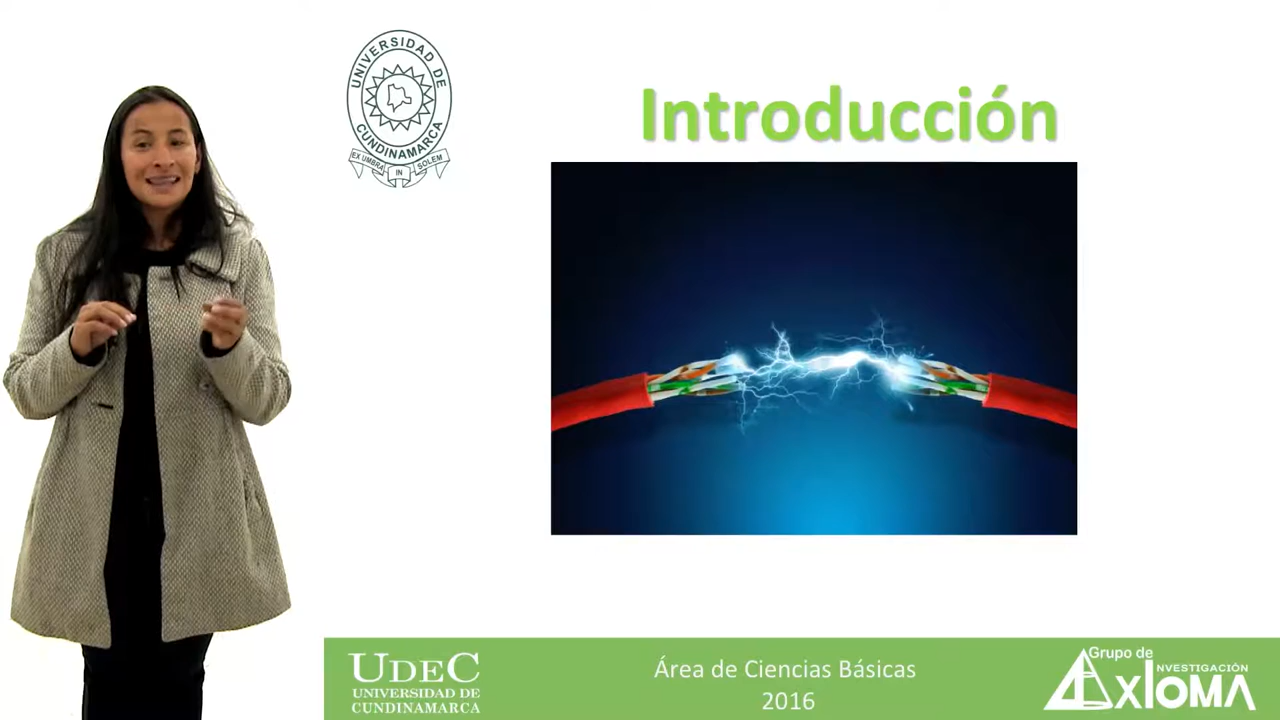 UNIVERSIDAD DE
CUNDINAMARCA
EX UMBRA
IN
SOLEM
Introducción
UDEC
UNIVERSIDAD DE
CUNDINAMARCA
Área de Ciencias Básicas
2016
Grupo de
INVESTIGACIÓN
AxIOMA